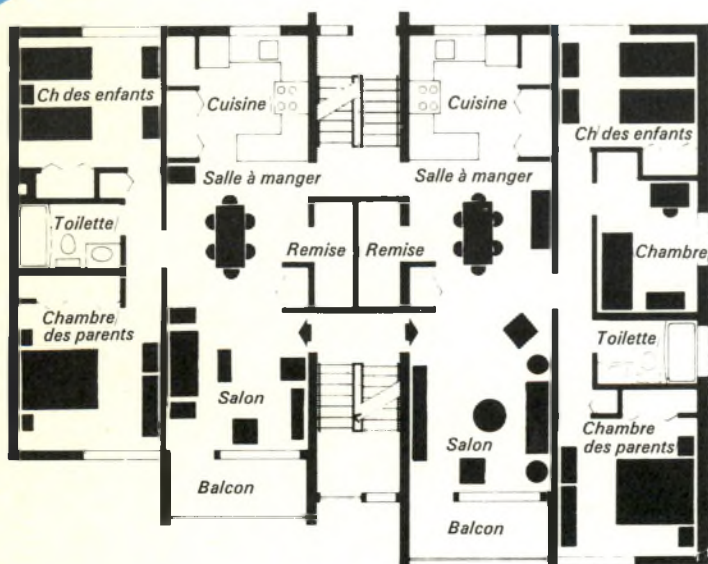 Ch des enfants
Cuisine
Salle à manger
Toilette
Remise
Chambre
des parents
Salon
Balcon
Cuisine
Ch des enfants
Salle à manger
Remise
Chambre
Toilette
Salon
Chambre
des parents
Balcon